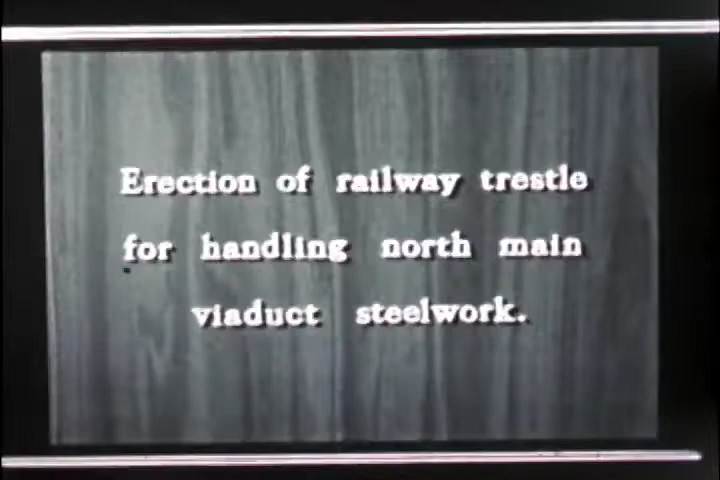 Erection of railway trestle
for handling north main
viaduct steelwork.